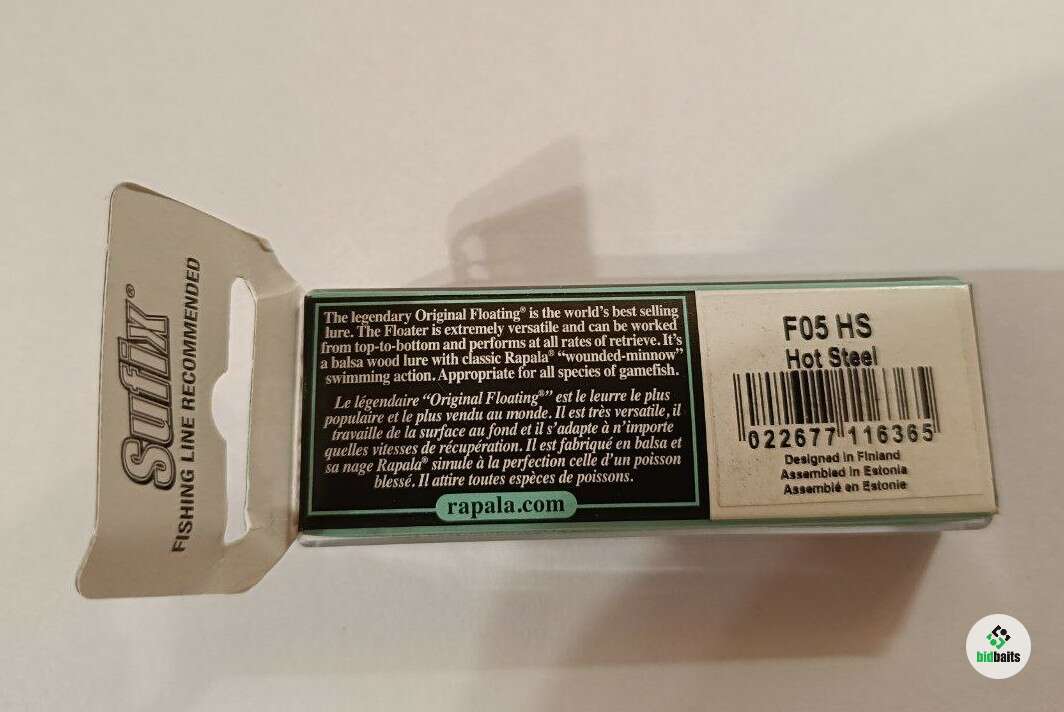 Sufix®
FISHING LINE RECOMMENDED
The legendary Original Floating® is the world's best selling
lure. The Floater is extremely versatile and can be worked
from top-to-bottom and performs at all rates of retrieve. It's
a balsa wood lure with classic Rapala® “wounded-minnow”
swimming action. Appropriate for all species of gamefish.
Le légendaire “Original Floating®” est le leurre le plus
populaire et le plus vendu au monde. Il est très versatile, il
travaille de la surface au fond et il s'adapte à n'importe
quelles vitesses de récupération. Il est fabriqué en balsa et
sa nage Rapala® simule à la perfection celle d'un poisson
blessé. Il attire toutes espèces de poissons.
rapala.com
F05 HS
Hot Steel
022677 116365
Designed in Finland
Assembled in Estonia
Assemblé en Estonie
bidbaits